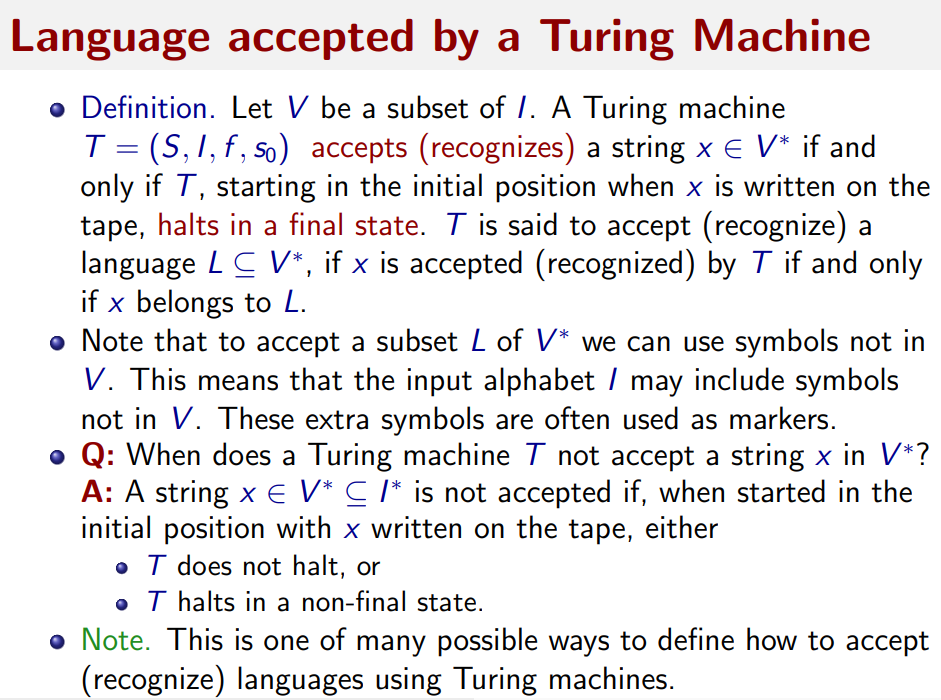 Language accepted by a Turing Machine
Definition. Let V be a subset of I. A Turing machine
T = (S, I, f, s₀) accepts (recognizes) a string x ∈ V* if and
only if T, starting in the initial position when x is written on the
tape, halts in a final state. T is said to accept (recognize) a
language L ⊆ V*, if x is accepted (recognized) by T if and only
if x belongs to L.
Note that to accept a subset L of V* we can use symbols not in
V. This means that the input alphabet I may include symbols
not in V. These extra symbols are often used as markers.
Q: When does a Turing machine T not accept a string x in V*?
A: A string x ∈ V* ⊆ I* is not accepted if, when started in the
initial position with x written on the tape, either
T does not halt, or
T halts in a non-final state.
Note. This is one of many possible ways to define how to accept
(recognize) languages using Turing machines.